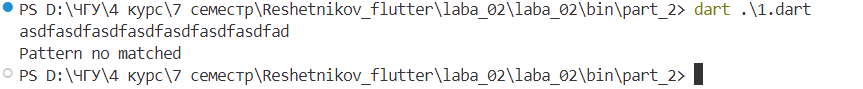 PS D:\ЧГУ\4 курс\7 семестр\Reshetnikov_flutter\laba_02\laba_02\bin\part_2> dart .\1.dart
asdfasdfasdfasdfasdfasdfasdfad
Pattern no matched
PS D:\ЧГУ\4 курс\7 семестр\Reshetnikov_flutter\laba_02\laba_02\bin\part_2>